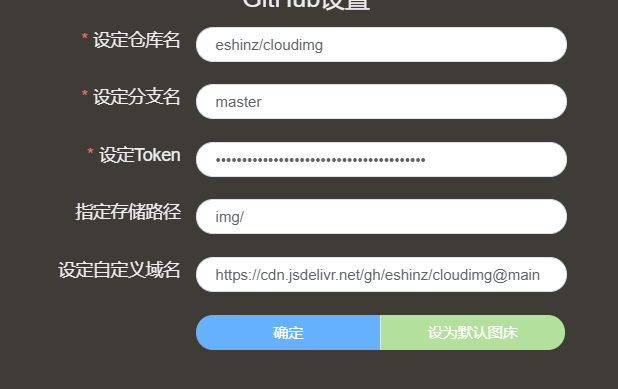 GitHub设置
* 设定仓库名 eshinz/cloudimg
* 设定分支名 master
* 设定Token ••••••••••••••••••••••••••••••••••••••••
指定存储路径 img/
设定自定义域名 https://cdn.jsdelivr.net/gh/eshinz/cloudimg@main
确定 设为默认图床